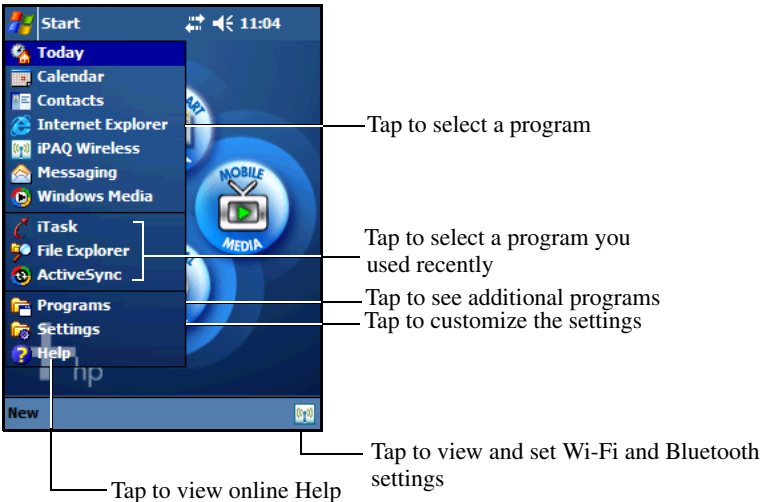 Start 11:04
Today
Calendar
Contacts
Internet Explorer
iPAQ Wireless
Messaging
Windows Media
iTask
File Explorer
ActiveSync
Programs
Settings
Help
hp
New
ART
MOBILE
MEDIA
Tap to select a program
Tap to select a program you
used recently
Tap to see additional programs
Tap to customize the settings
Tap to view and set Wi-Fi and Bluetooth
settings
Tap to view online Help